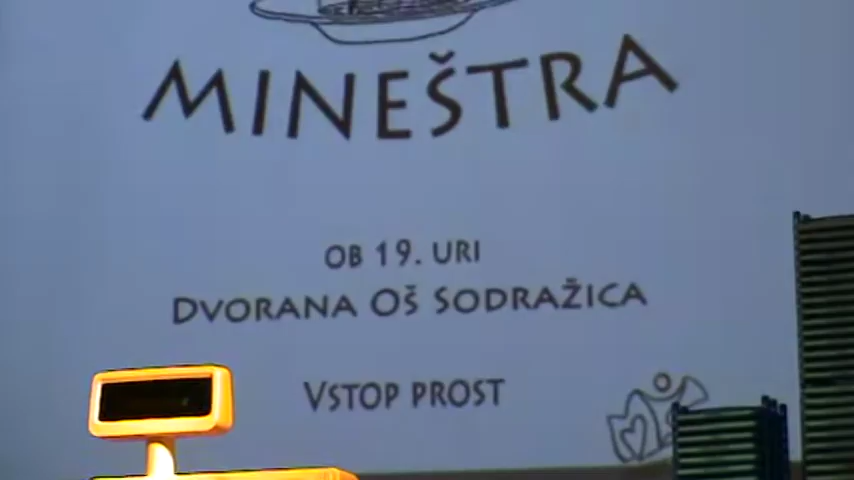 MINEŠTRA
OB 19. URI
DVORANA OŠ SODRAŽICA
VSTOP PROST